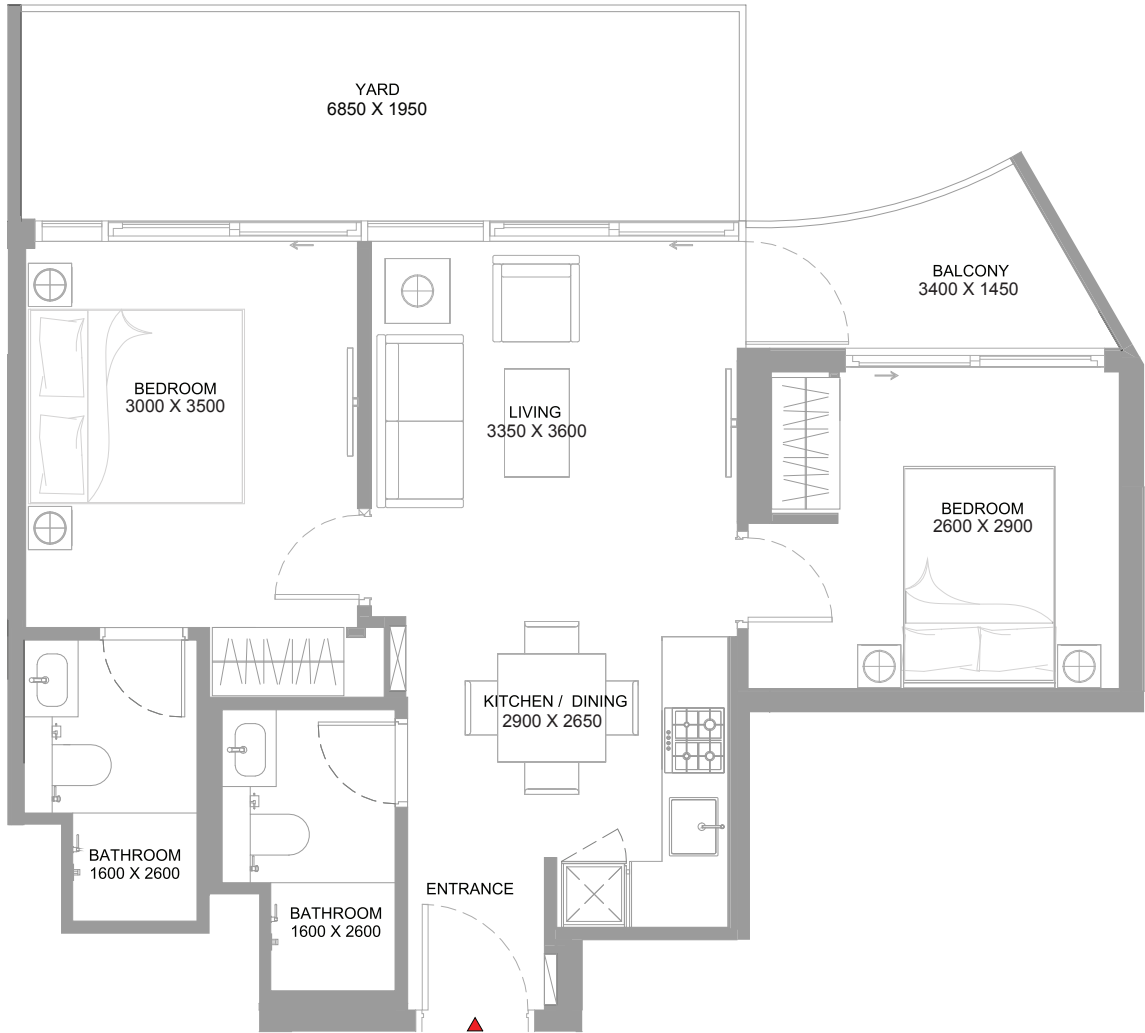 YARD
6850 X 1950
BALCONY
3400 X 1450
BEDROOM
3000 X 3500
LIVING
3350 X 3600
BEDROOM
2600 X 2900
KITCHEN / DINING
2900 X 2650
BATHROOM
1600 X 2600
ENTRANCE
BATHROOM
1600 X 2600